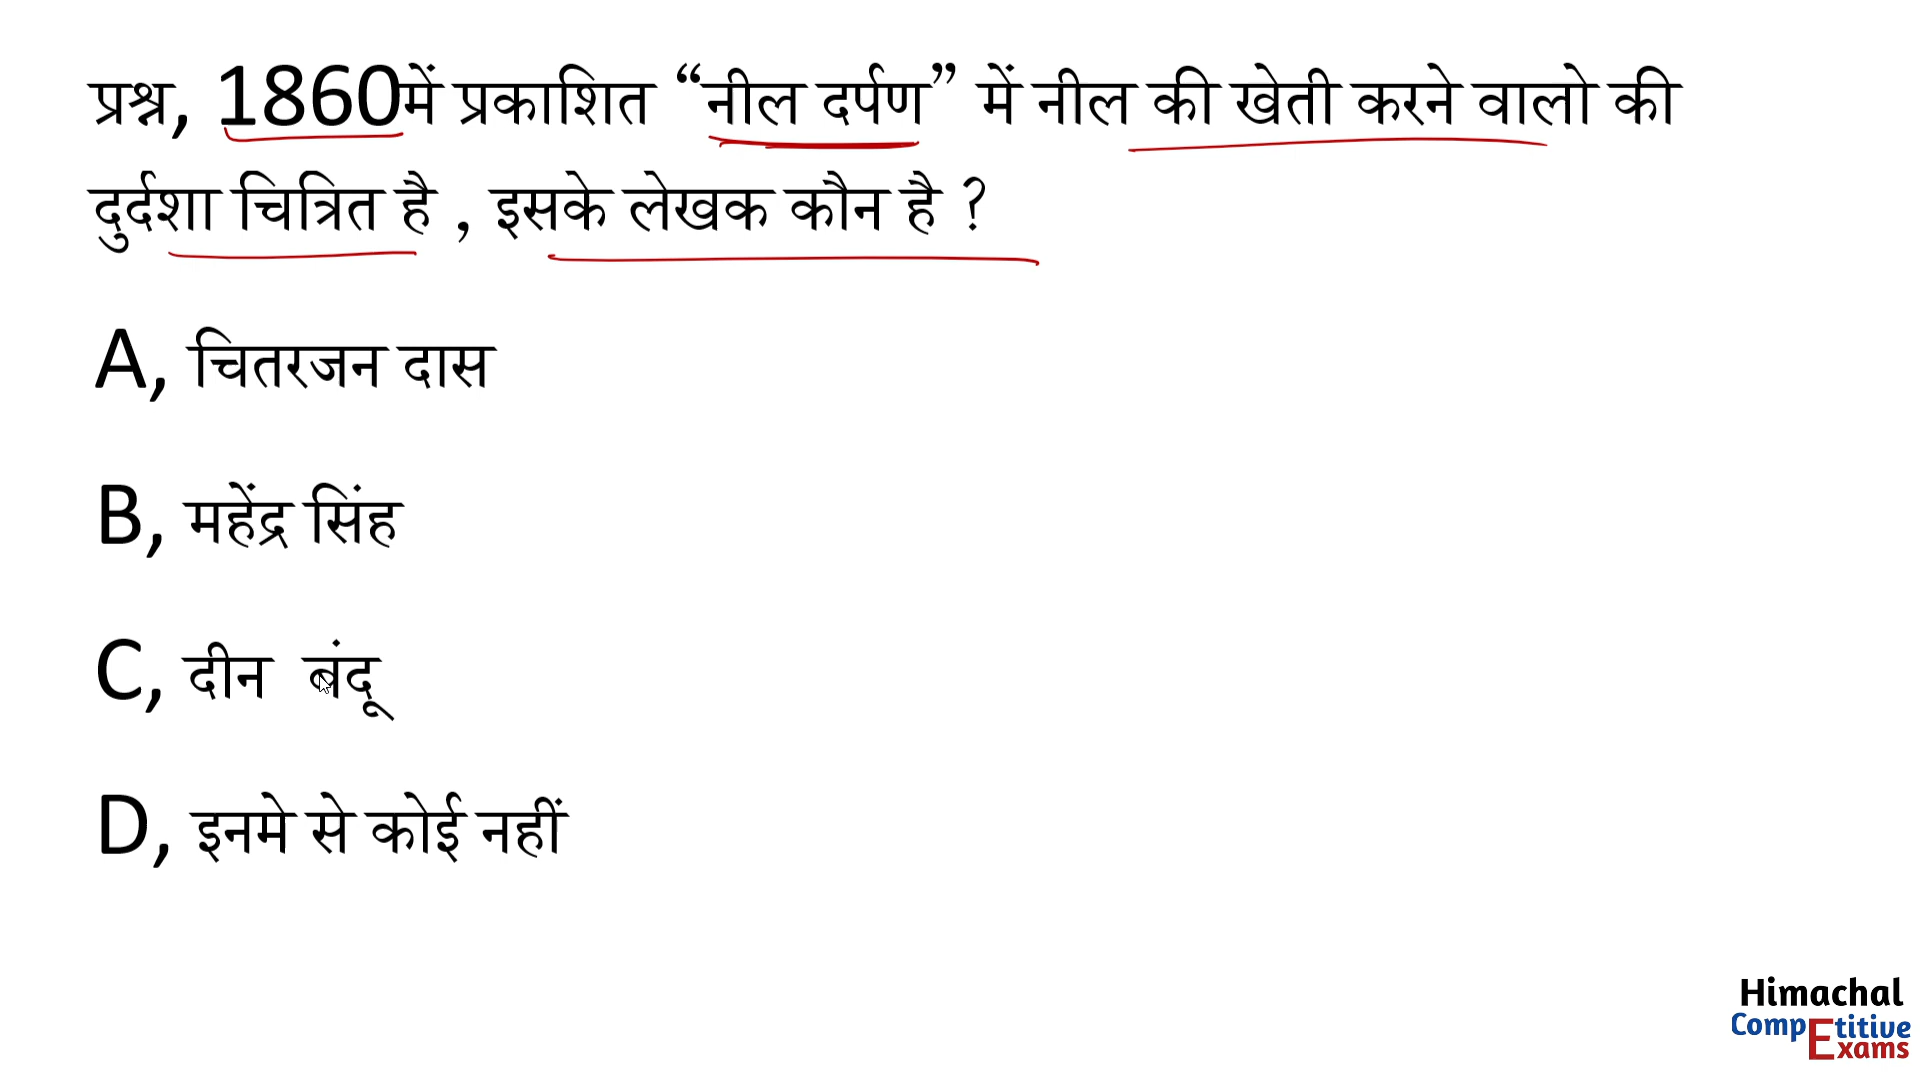 प्रश्न, 1860में प्रकाशित “नील दर्पण” में नील की खेती करने वालो की
दुर्दशा चित्रित है , इसके लेखक कौन है ?
A, चितरजन दास
B, महेंद्र सिंह
C, दीन बंदू
D, इनमे से कोई नहीं
Himachal
CompEtitive
Exams